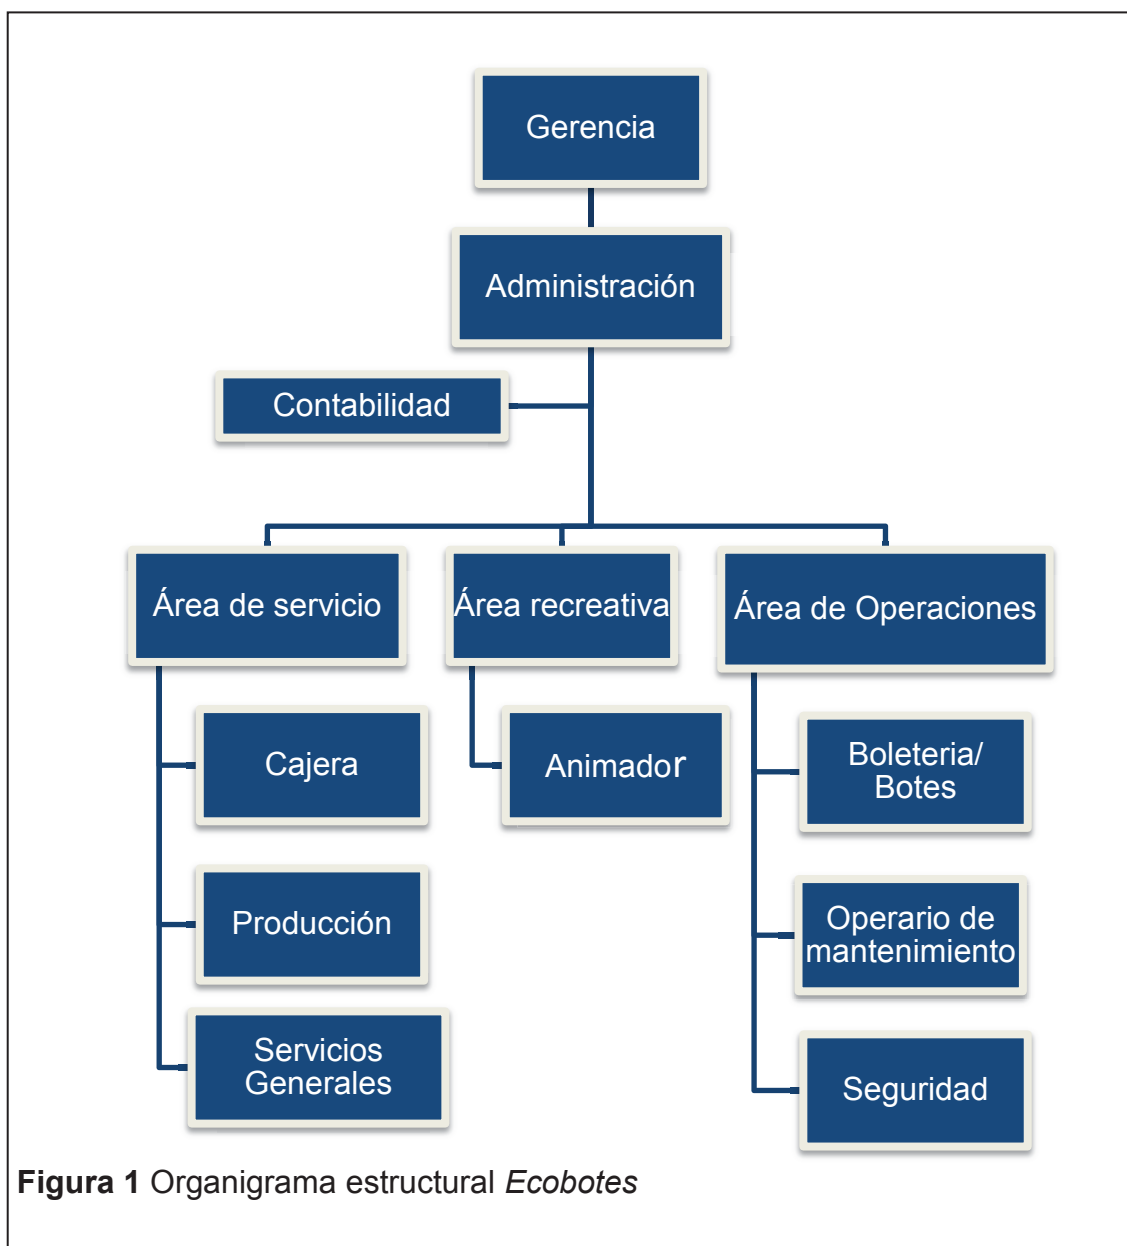 Gerencia
Administración
Contabilidad
Área de servicio
Área recreativa
Área de Operaciones
Cajera
Producción
Servicios
Generales
Animador
Boleteria/
Botes
Operario de
mantenimiento
Seguridad
Figura 1 Organigrama estructural Ecobotes